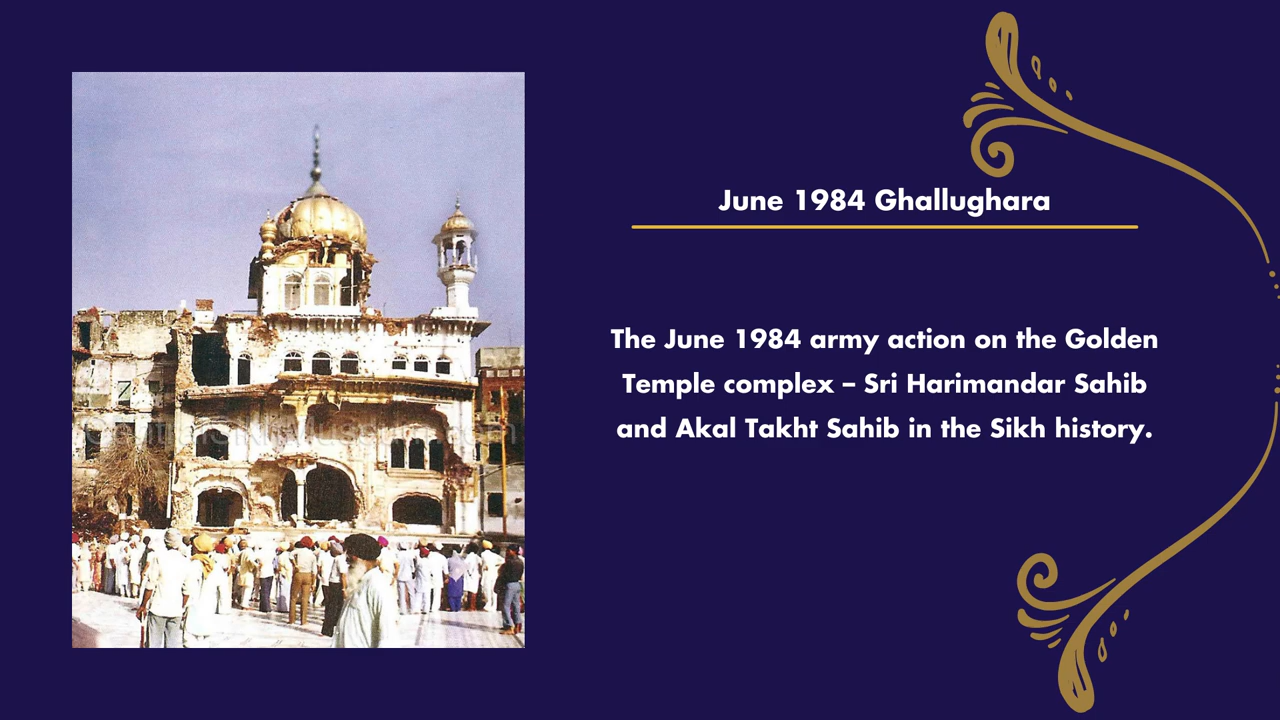 June 1984 Ghallughara
The June 1984 army action on the Golden
Temple complex – Sri Harimandar Sahib
and Akal Takht Sahib in the Sikh history.